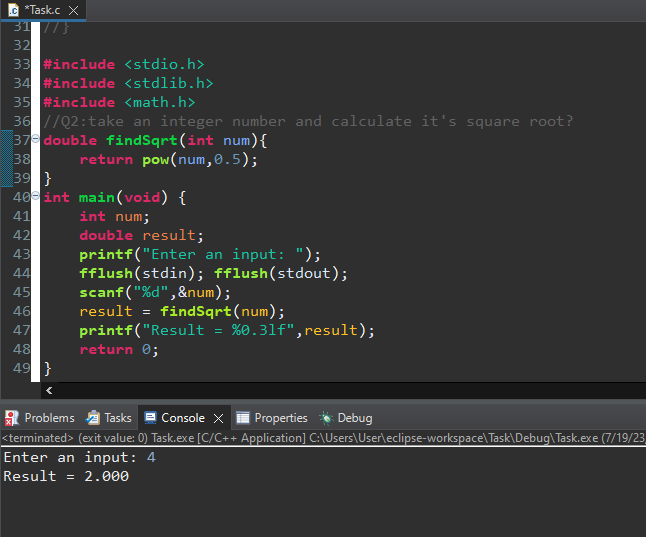 *Task.c
31 //}
32
33 #include <stdio.h>
34 #include <stdlib.h>
35 #include <math.h>
36 //Q2:take an integer number and calculate it's square root?
37 double findSqrt(int num){
38     return pow(num,0.5);
39 }
40 int main(void) {
41     int num;
42     double result;
43     printf("Enter an input: ");
44     fflush(stdin); fflush(stdout);
45     scanf("%d",&num);
46     result = findSqrt(num);
47     printf("Result = %0.3lf",result);
48     return 0;
49 }
Problems Tasks Console Properties Debug
<terminated> (exit value: 0) Task.exe [C/C++ Application] C:\Users\User\eclipse-workspace\Task\Debug\Task.exe (7/19/23,
Enter an input: 4
Result = 2.000